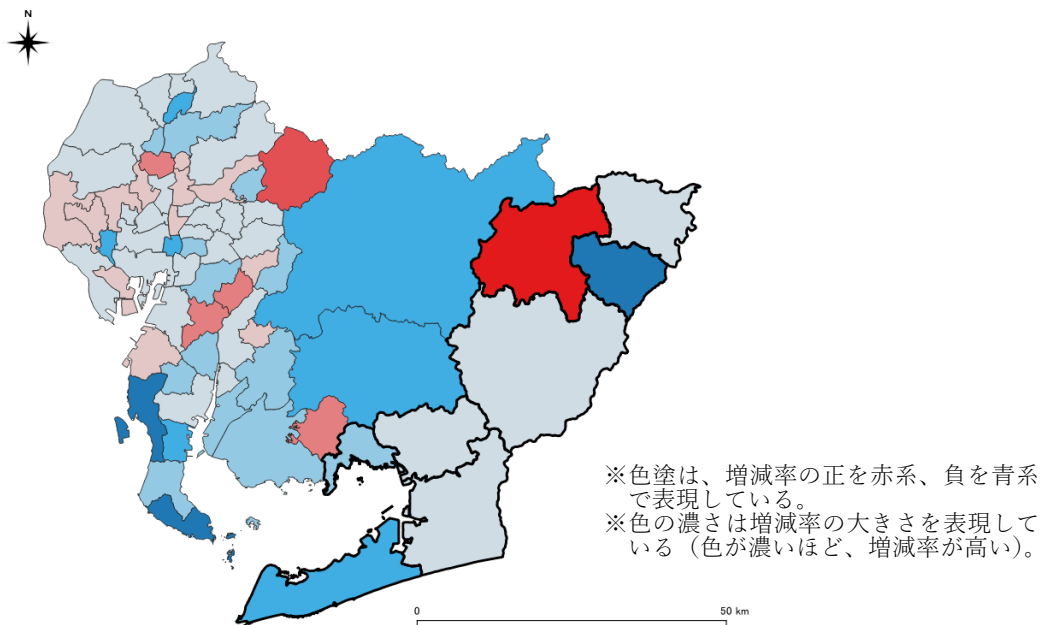 N
※色塗は、増減率の正を赤系、負を青系
で表現している。
※色の濃さは増減率の大きさを表現して
いる（色が濃いほど、増減率が高い）。
0
50 km